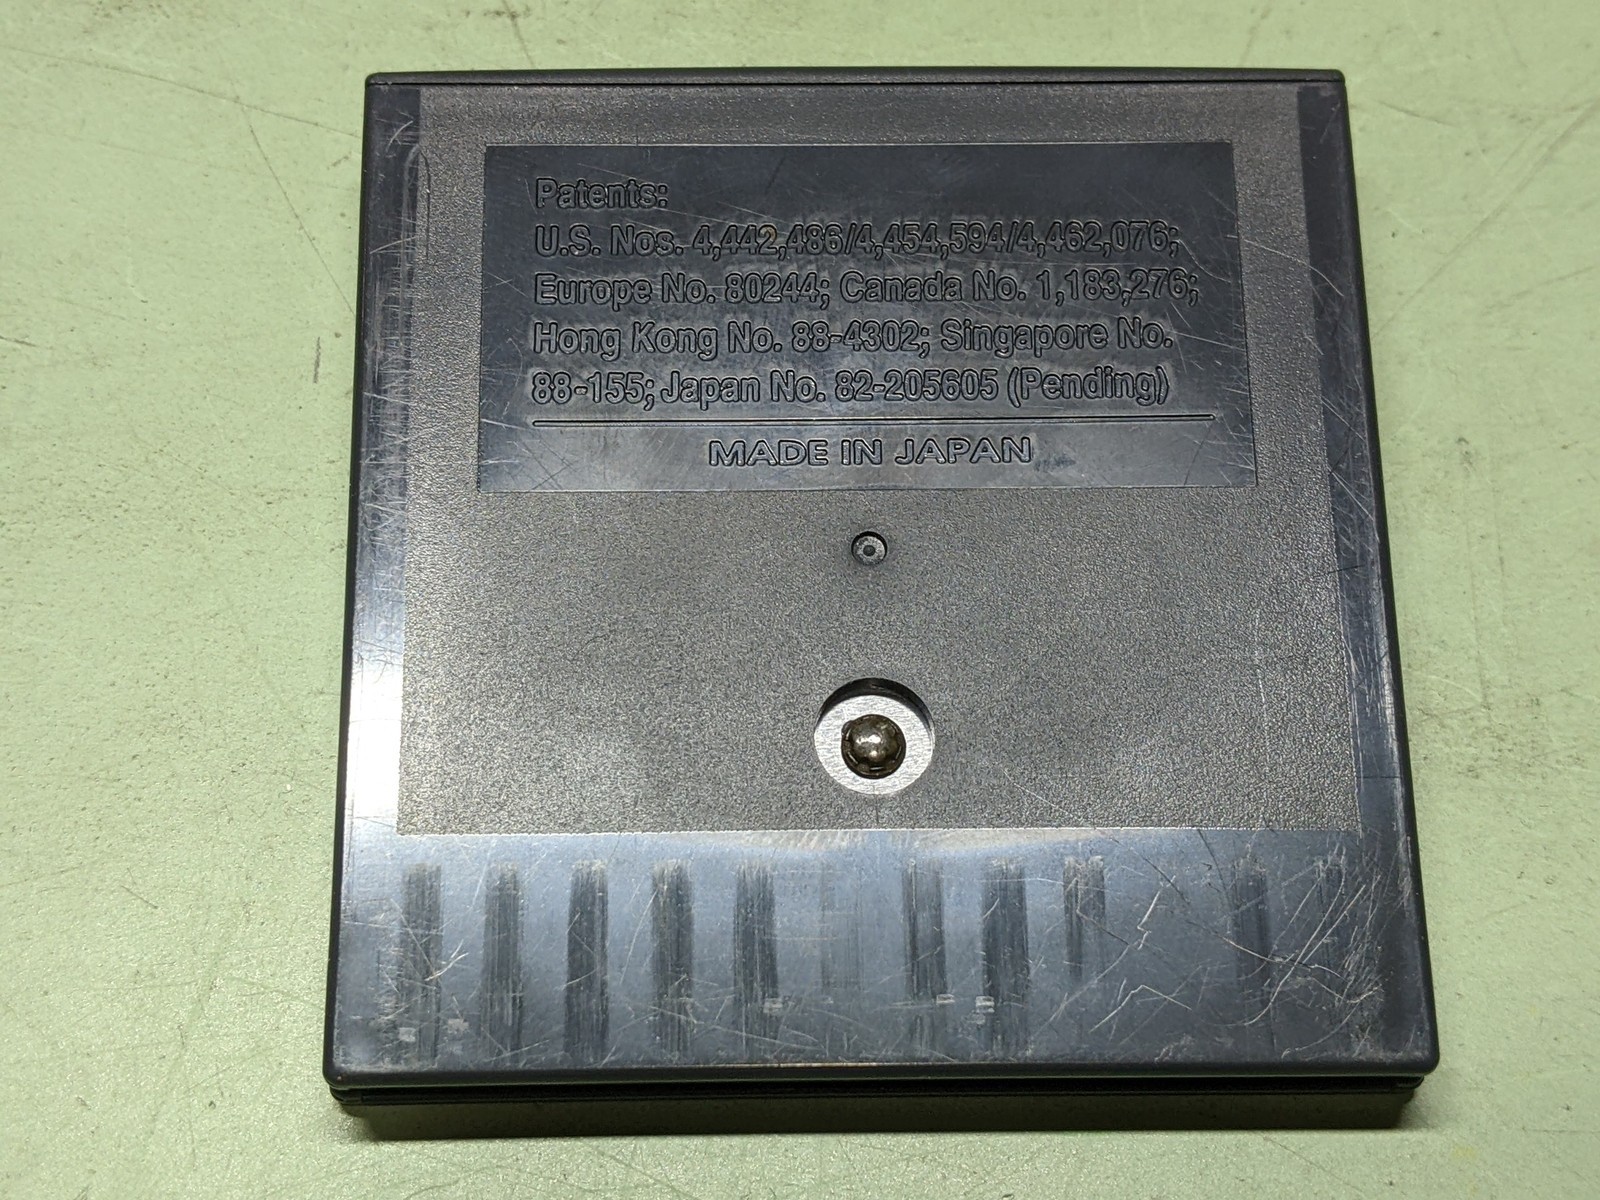 Patents:
U.S. Nos. 4,442,486/4,454,594/4,462,076;
Europe No. 80244; Canada No. 1,183,276;
Hong Kong No. 88-4302; Singapore No.
88-155; Japan No. 82-205605 (Pending)
MADE IN JAPAN